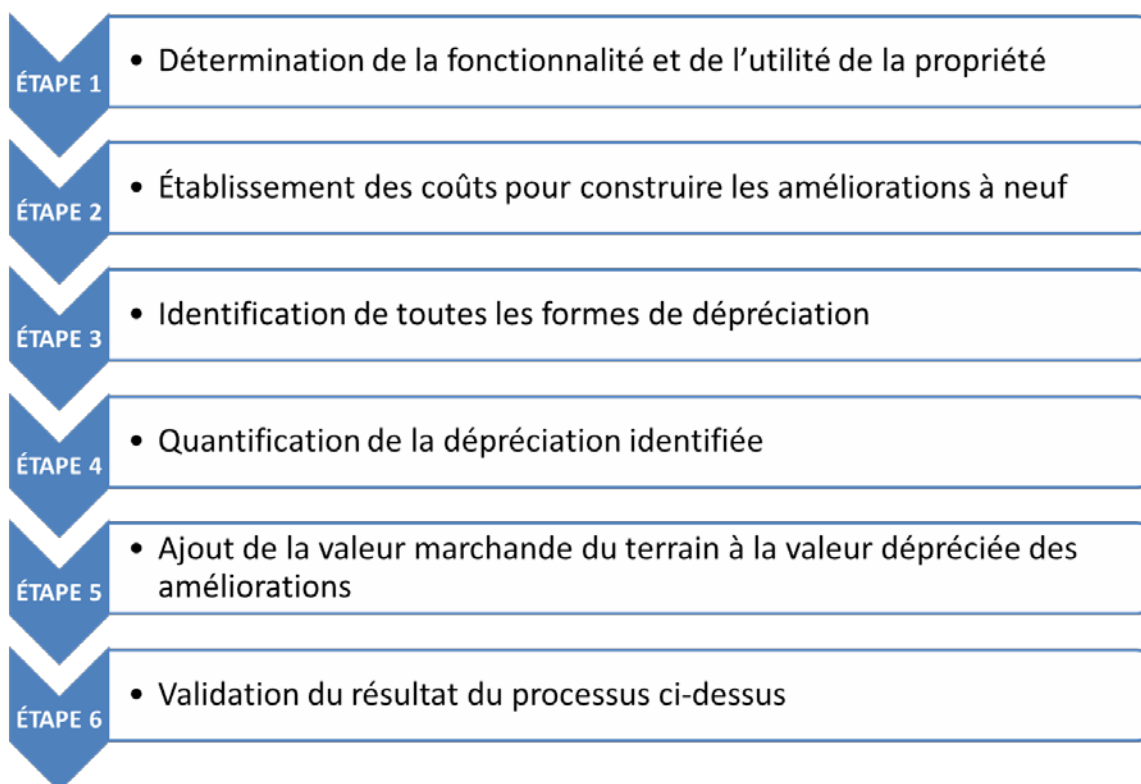 ÉTAPE 1
• Détermination de la fonctionnalité et de l’utilité de la propriété
ÉTAPE 2
• Établissement des coûts pour construire les améliorations à neuf
ÉTAPE 3
• Identification de toutes les formes de dépréciation
ÉTAPE 4
• Quantification de la dépréciation identifiée
ÉTAPE 5
• Ajout de la valeur marchande du terrain à la valeur dépréciée des
améliorations
ÉTAPE 6
• Validation du résultat du processus ci-dessus